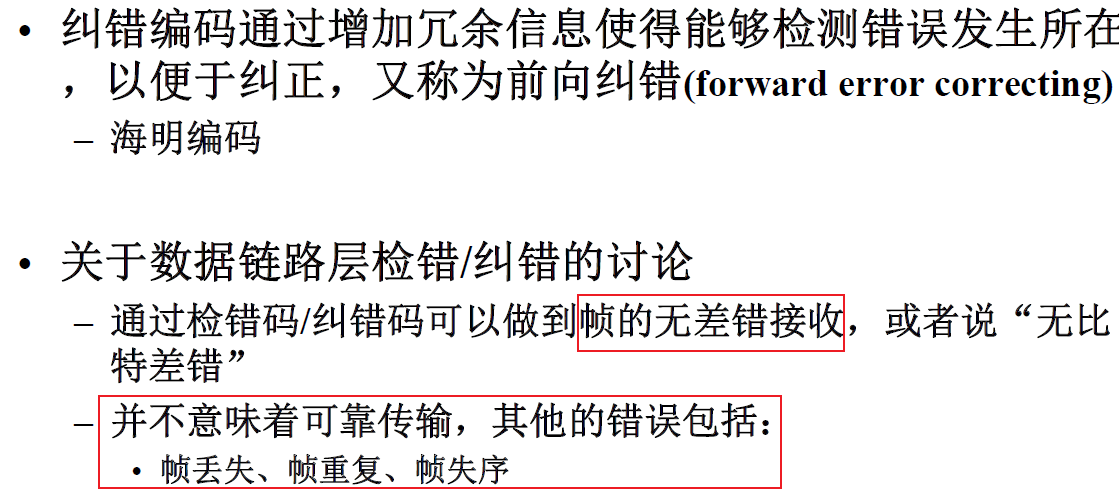 • 纠错编码通过增加冗余信息使得能够检测错误发生所在
，以便于纠正，又称为前向纠错(forward error correcting)
– 海明编码
• 关于数据链路层检错/纠错的讨论
– 通过检错码/纠错码可以做到帧的无差错接收，或者说“无比
特差错”
– 并不意味着可靠传输，其他的错误包括：
• 帧丢失、帧重复、帧失序